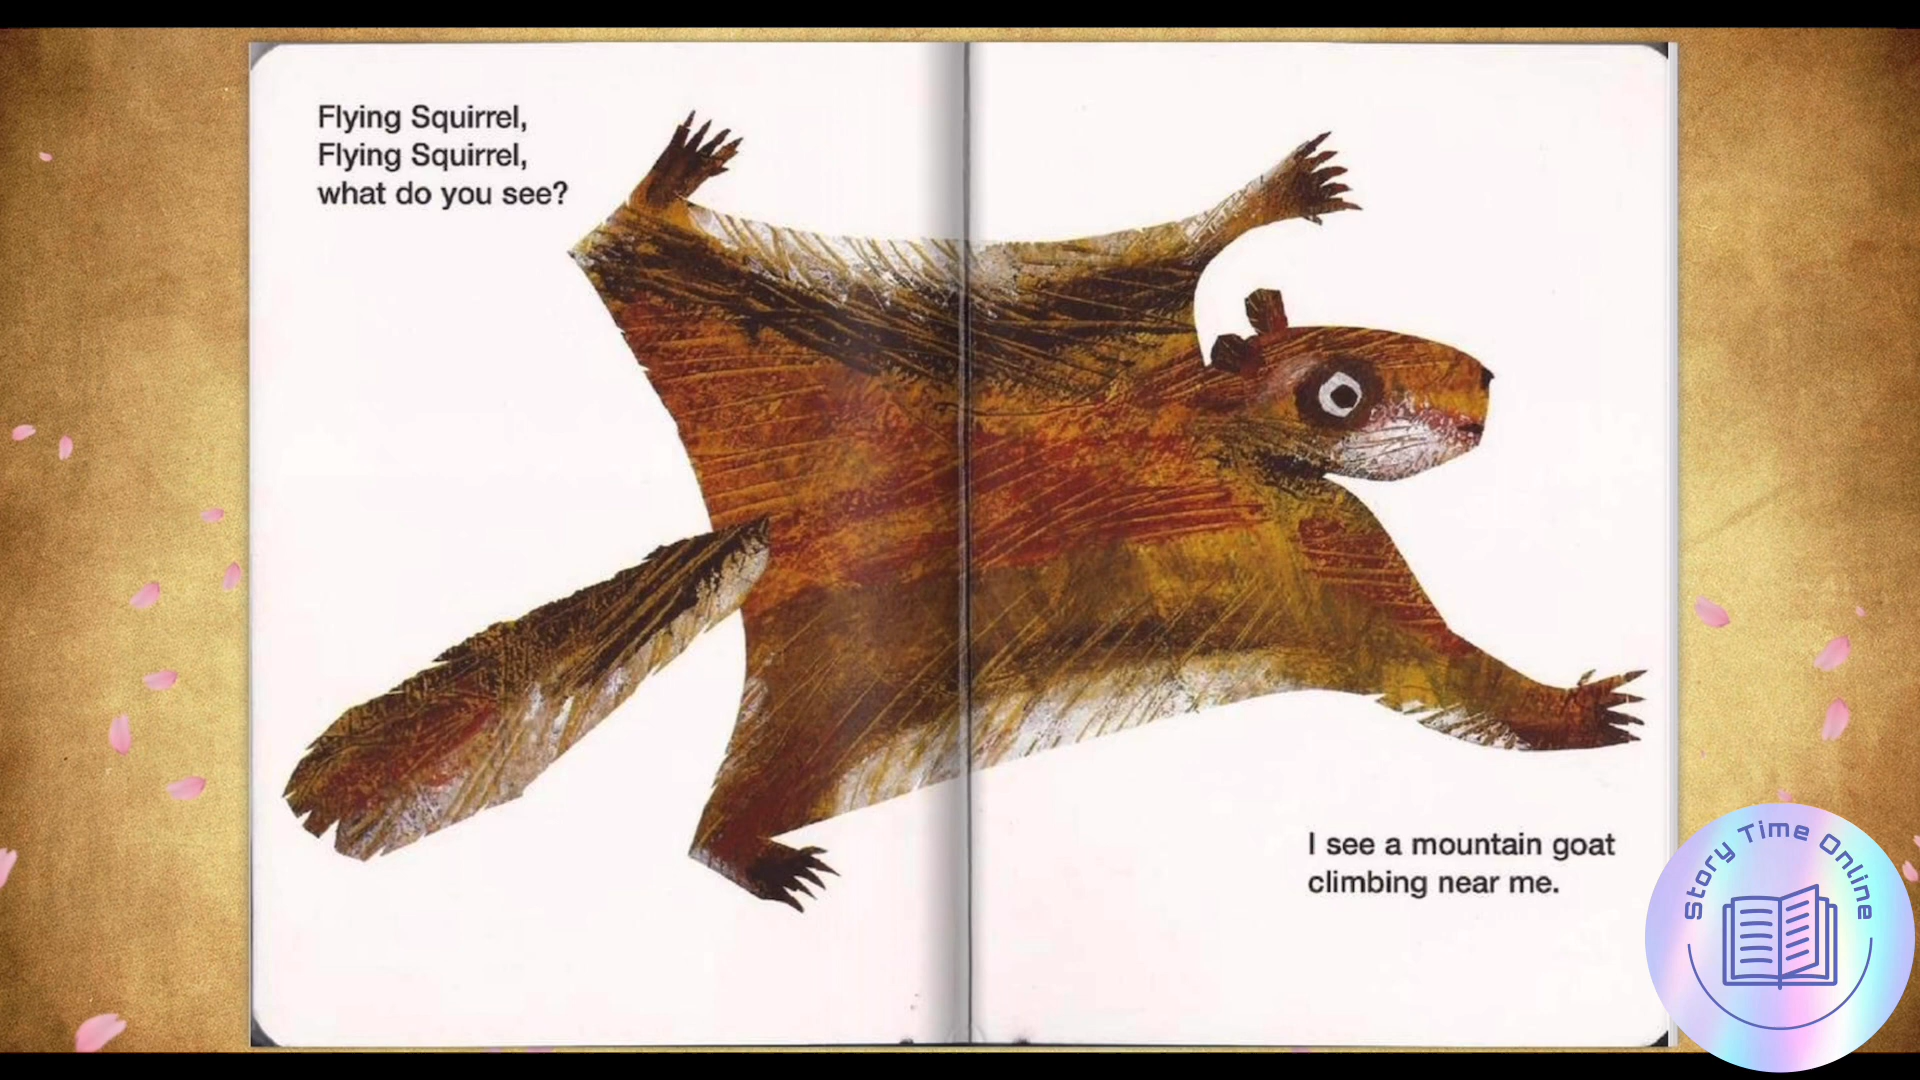 Flying Squirrel,
Flying Squirrel,
what do you see?
I see a mountain goat
climbing near me.
Story Time Online